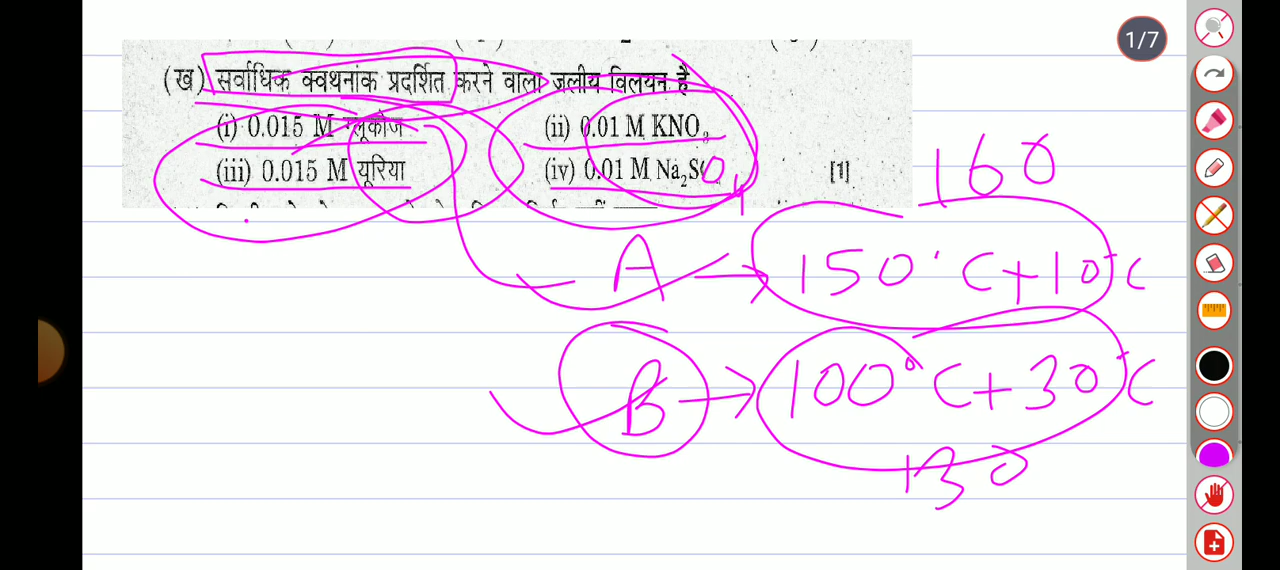 1/7
(ख) सर्वाधिक क्वथनांक प्रदर्शित करने वाला जलीय विलयन है
(i) 0.015 M ग्लूकोज (ii) 0.01 M KNO₃
(iii) 0.015 M यूरिया (iv) 0.01 M Na₂SO₄ [1]
160
A → 150°C+10°C
B → 100°C+30°C
130